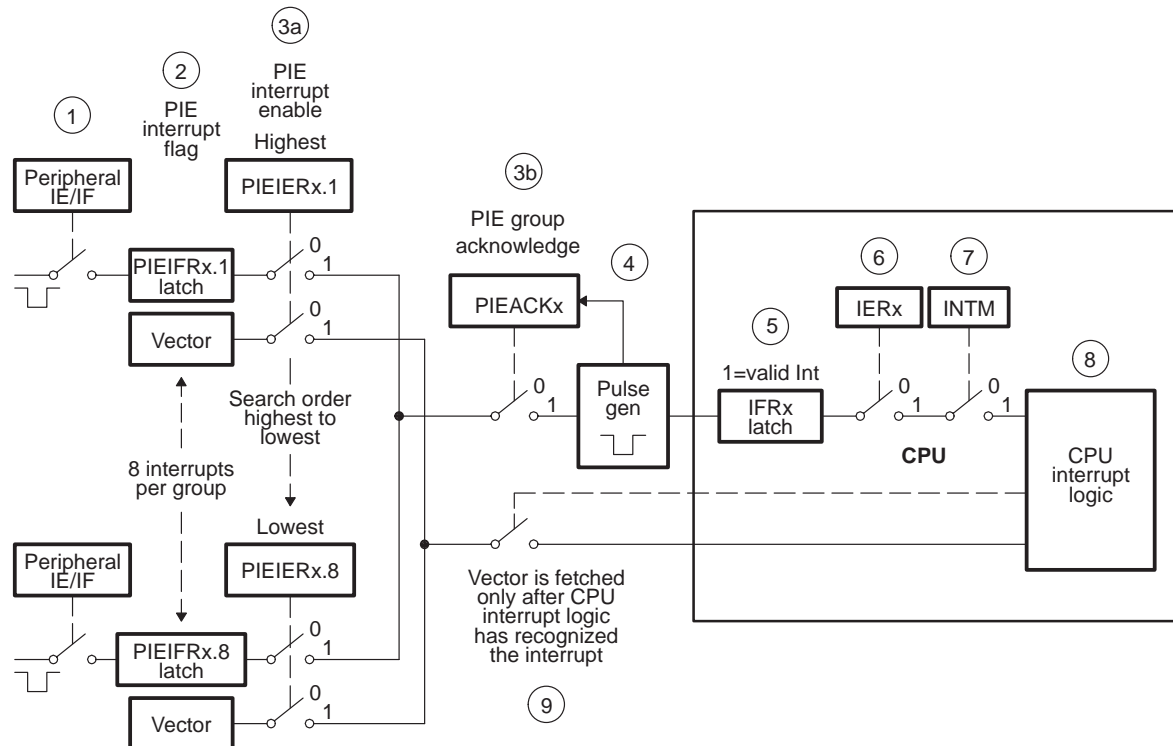 3a
2
PIE
interrupt
enable
1
PIE
interrupt
flag
Highest
Peripheral
IE/IF
PIEIERx.1
3b
PIE group
acknowledge
4
6
7
0
1
PIEIFRx.1
latch
PIEACKx
IERx
INTM
5
0
1
Vector
1=valid Int
8
Search order
highest to
lowest
0
1
Pulse
gen
IFRx
latch
0
1
0
1
CPU
CPU
interrupt
logic
8 interrupts
per group
Lowest
Peripheral
IE/IF
PIEIERx.8
Vector is fetched
only after CPU
interrupt logic
has recognized
the interrupt
0
1
PIEIFRx.8
latch
9
0
1
Vector